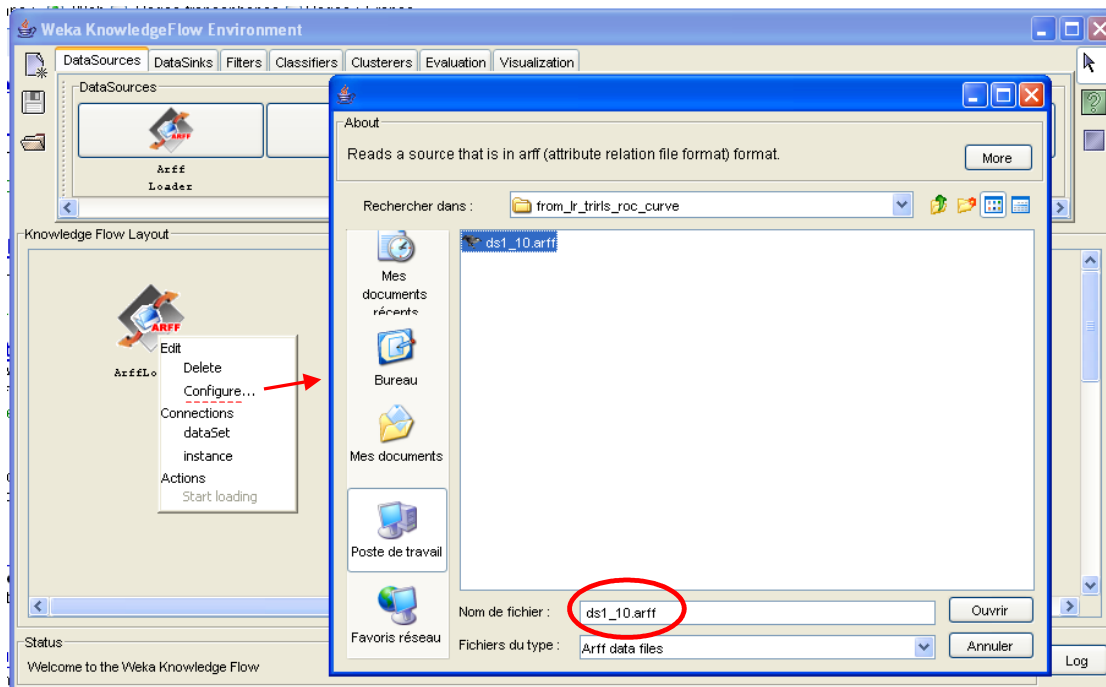 Weka KnowledgeFlow Environment
DataSources DataSinks Filters Classifiers Clusterers Evaluation Visualization
DataSources
ARFF
Arff
Loader
About
Reads a source that is in arff (attribute relation file format) format.
More
Rechercher dans :
from_lr_trirls_roc_curve
ds1_10.arff
Mes
documents
récents
Bureau
Mes documents
Poste de travail
Favoris réseau
Nom de fichier :
ds1_10.arff
Ouvrir
Fichiers du type :
Arff data files
Annuler
Knowledge Flow Layout
ARFF
ArffLo
Edit
Delete
Configure...
Connections
dataSet
instance
Actions
Start loading
Status
Welcome to the Weka Knowledge Flow
Log